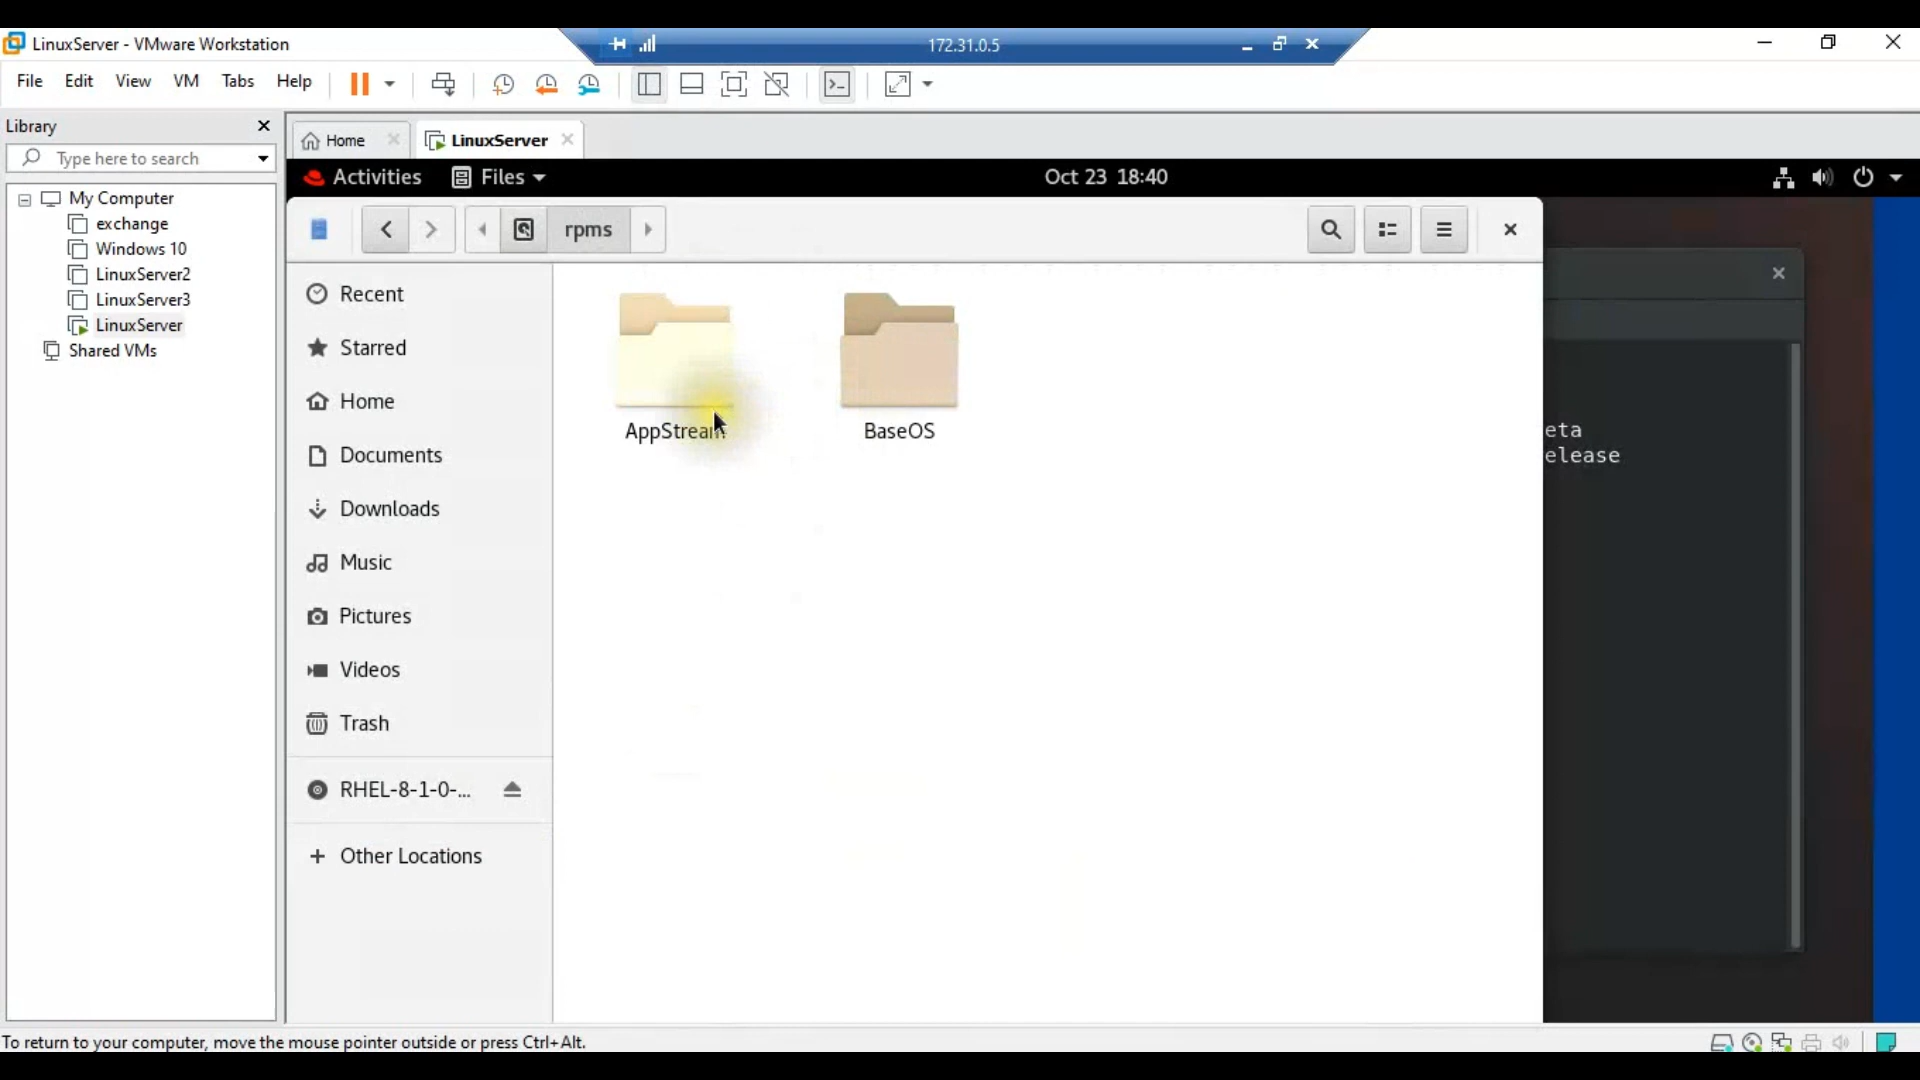 LinuxServer - VMware Workstation
172.31.0.5
File Edit View VM Tabs Help
Library
Type here to search
My Computer
exchange
Windows 10
LinuxServer2
LinuxServer3
LinuxServer
Shared VMs
Home
LinuxServer
Activities
Files
Oct 23 18:40
rpms
Recent
Starred
Home
Documents
Downloads
Music
Pictures
Videos
Trash
RHEL-8-1-0-...
Other Locations
AppStream
BaseOS
eta
elease
To return to your computer, move the mouse pointer outside or press Ctrl+Alt.